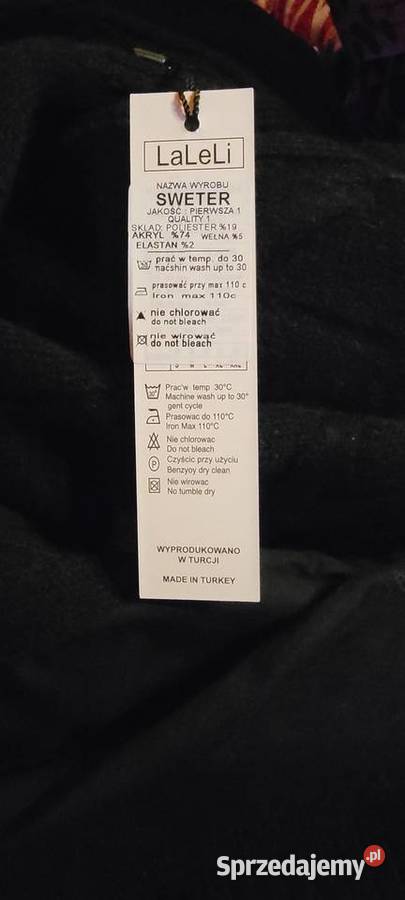 LaLeLi
NAZWA WYROBU
SWETER
JAKOŚĆ : PIERWSZA 1
QUALITY.1
SKŁAD: POLIESTER %19
AKRYL %74 WEŁNA %5
ELASTAN %2
prać w temp. do 30
machine wash up to 30
prasować przy max 110 c
Iron max 110c
nie chlorować
do not bleach
nie wirować
do not bleach
Prac'w temp 30°C
Machine wash up to 30°
gent cycle
Prasowac do 110°C
Iron Max 110°C
Nie chlorowac
Do not bleach
P
Czyścic przy użyciu
Benzyoy dry clean
Nie wirowac
No tumble dry
WYPRODUKOWANO
W TURCJI
MADE IN TURKEY
Sprzedajemy.pl